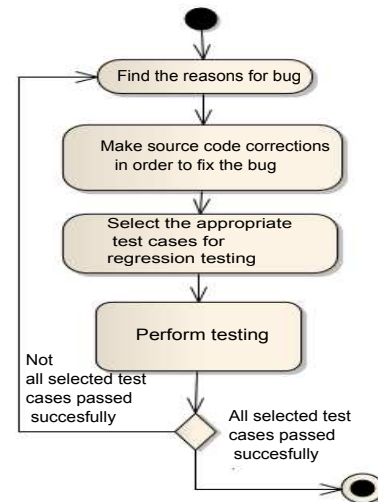 Find the reasons for bug
Make source code corrections
in order to fix the bug
Select the appropriate
test cases for
regression testing
Perform testing
Not
all selected test
cases passed
succesfully
All selected test
cases passed
succesfully